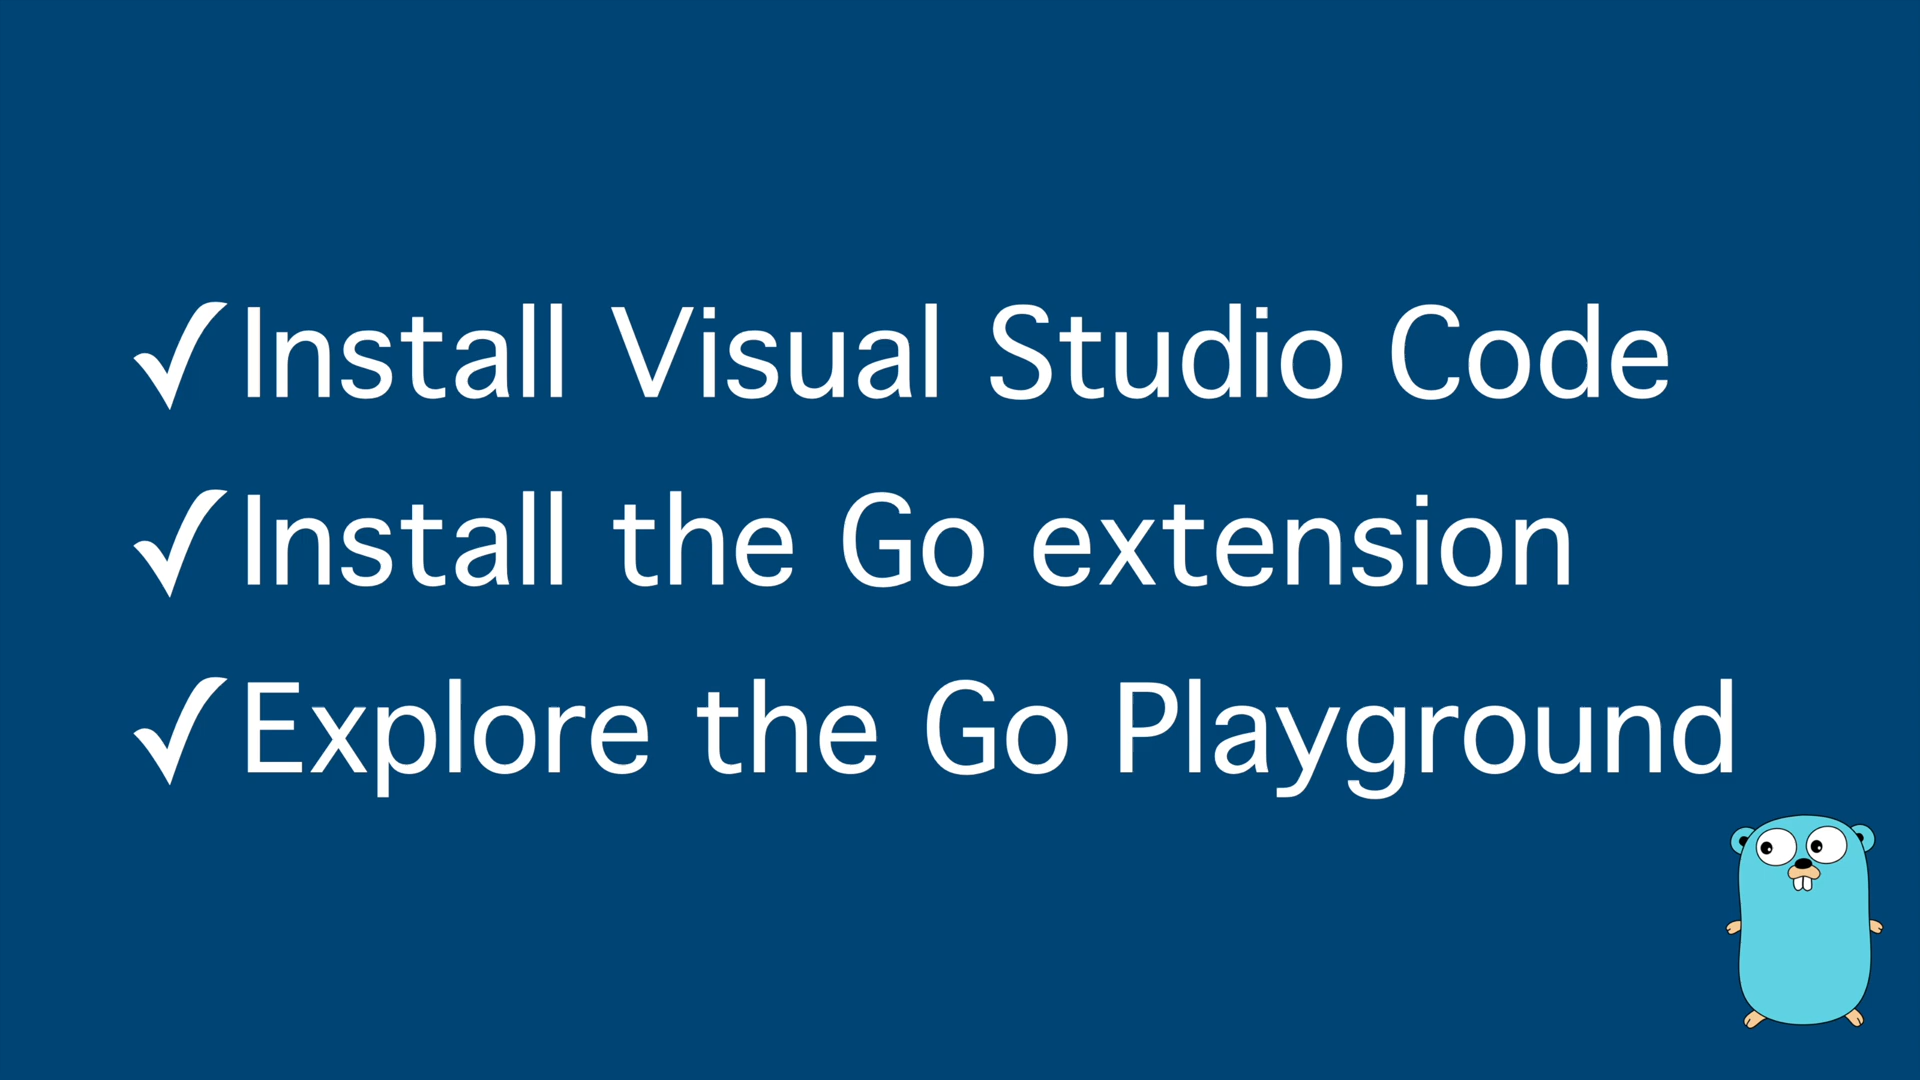 ✓Install Visual Studio Code
✓Install the Go extension
✓Explore the Go Playground